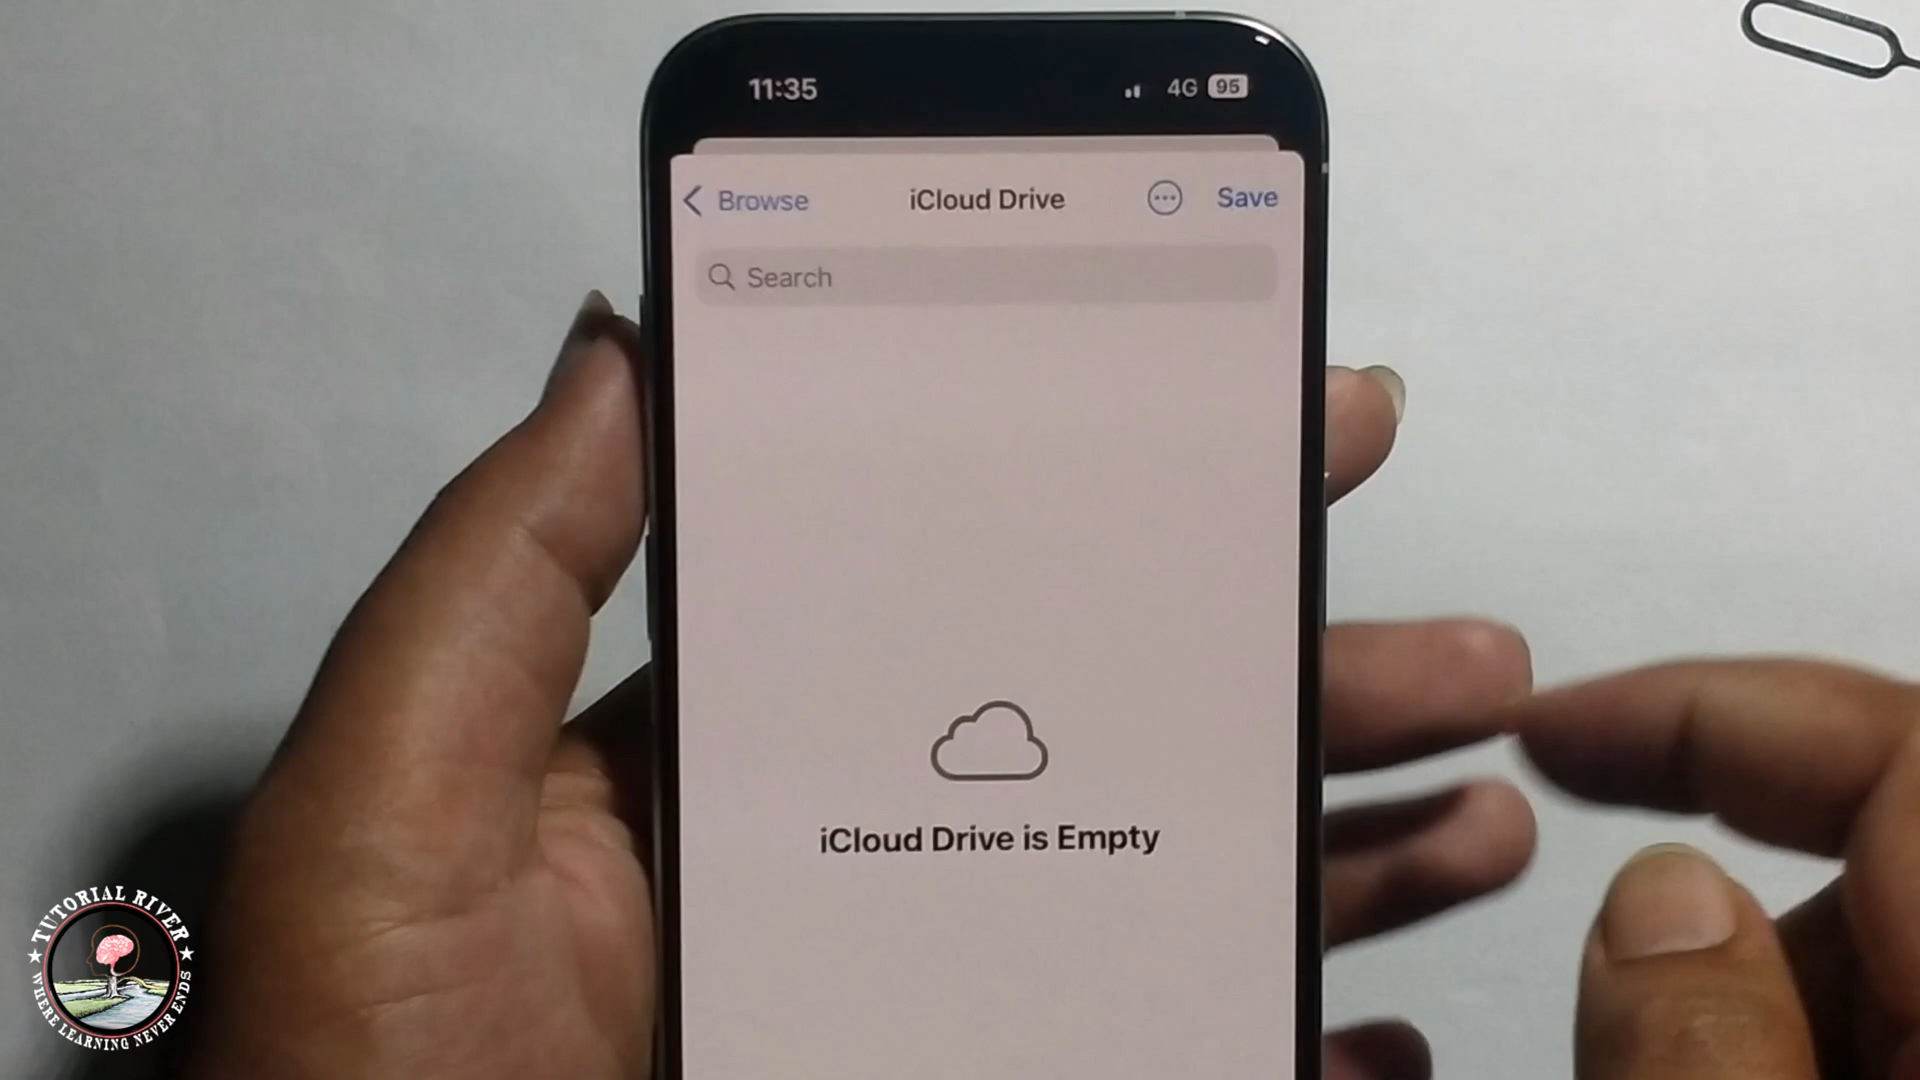 11:35
4G 95
Browse
iCloud Drive
Save
Search
iCloud Drive is Empty
TUTORIAL RIVER
WHERE LEARNING NEVER ENDS